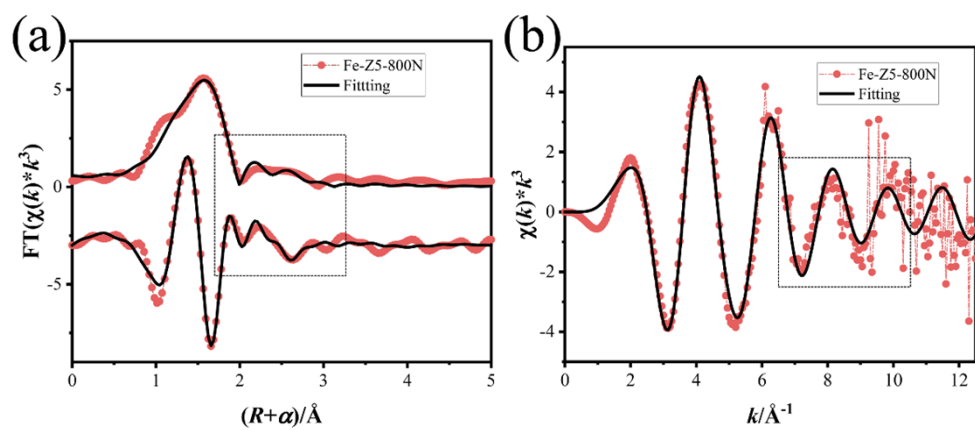 (a)
Fe-Z5-800N
Fittting
FT(χ(k)*k³)
5
0
-5
0 1 2 3 4 5
(R+α)/Å
(b)
Fe-Z5-800N
Fitting
χ(k)*k³
4
2
0
-2
-4
0 2 4 6 8 10 12
k/Å⁻¹